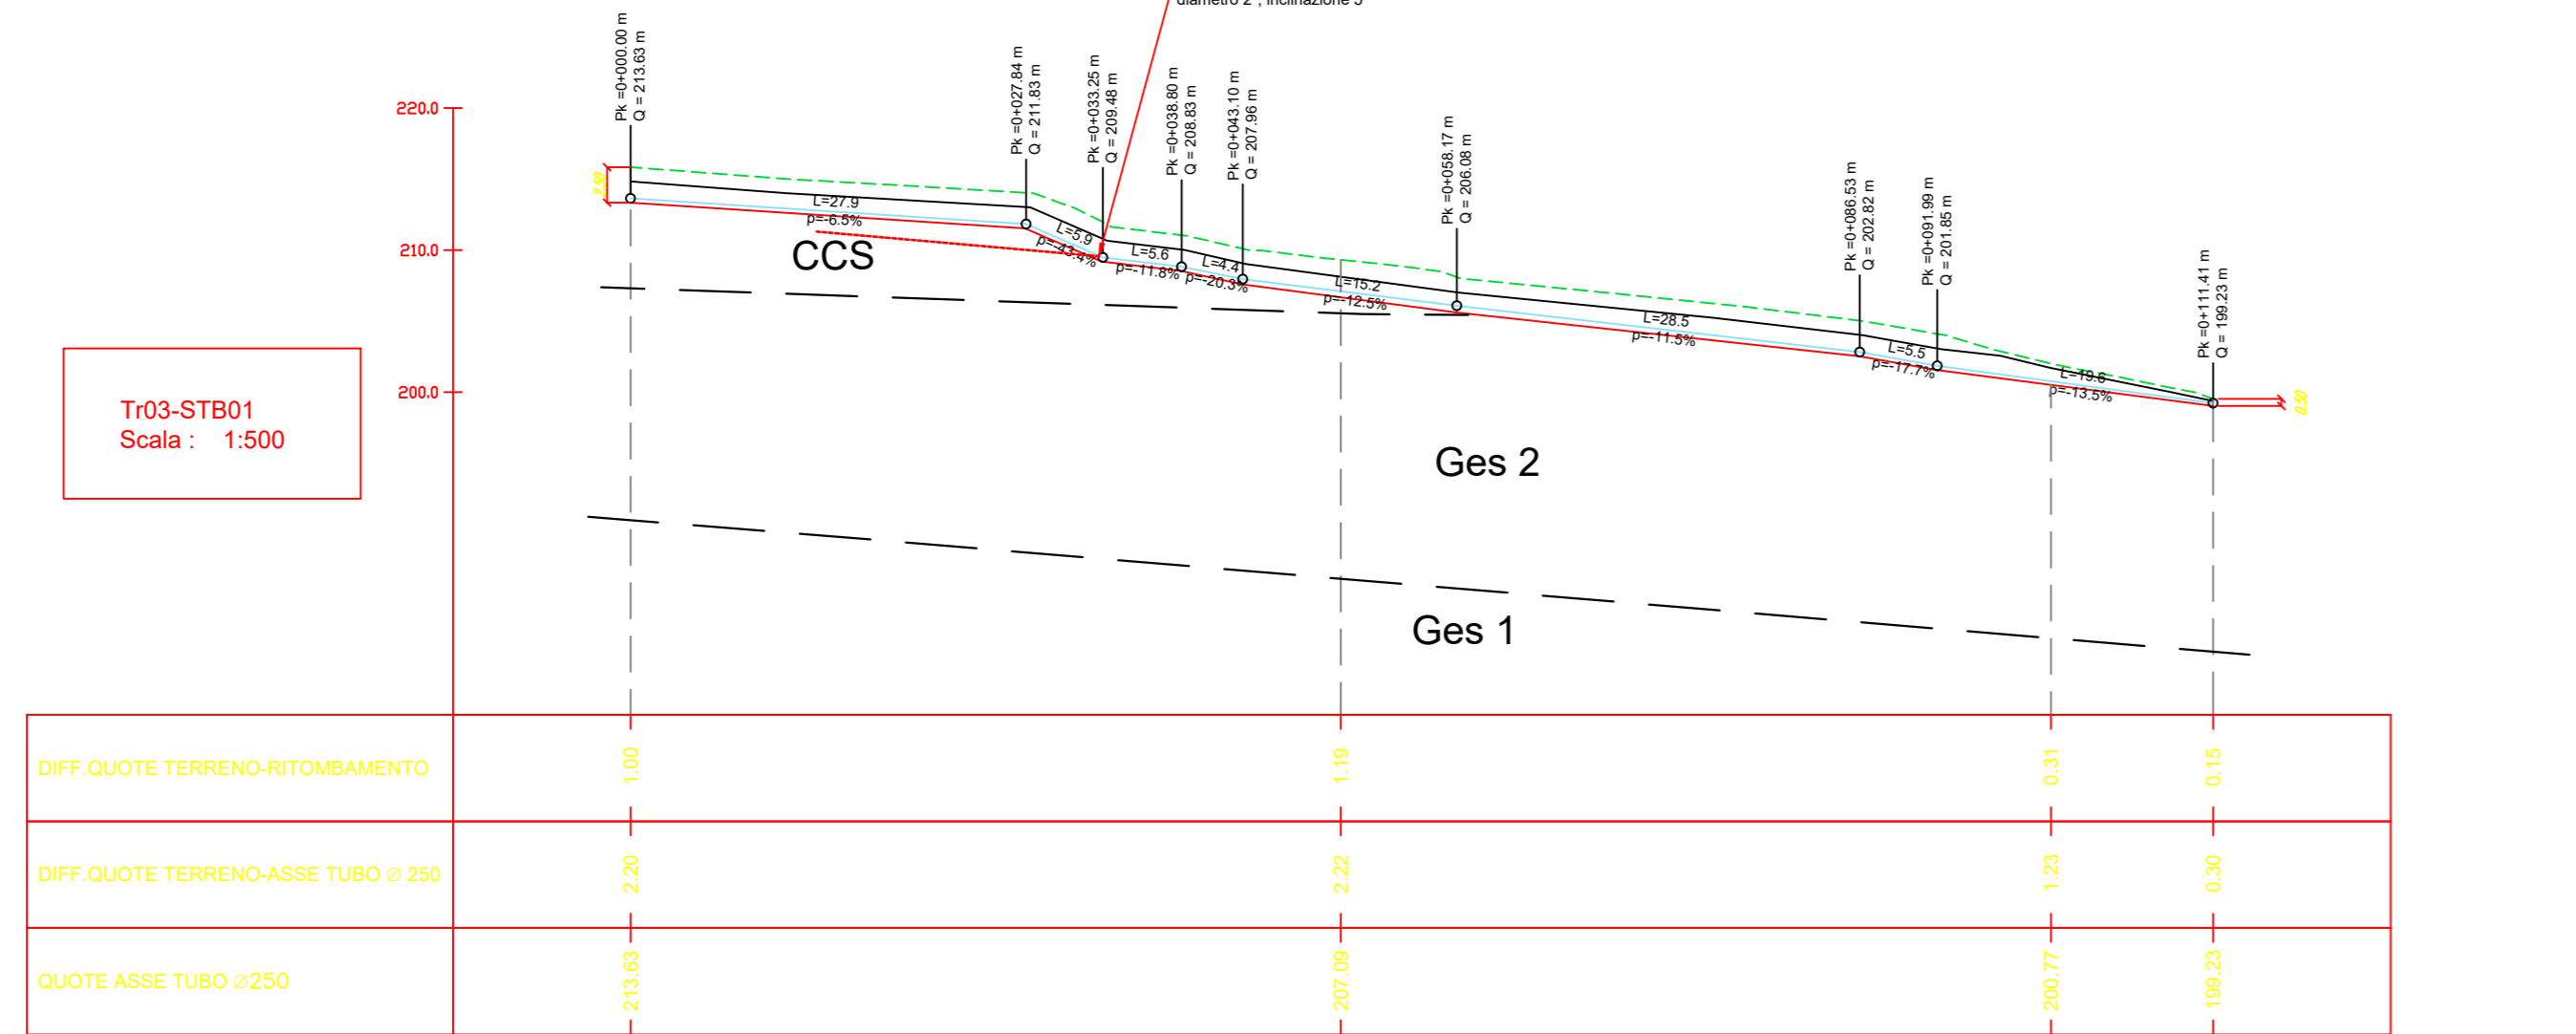 diametro 2", inclinazione 5°
Pk =0+000.00 m
Q = 213.63 m
Pk =0+027.84 m
Q = 211.83 m
Pk =0+033.25 m
Q = 209.48 m
Pk =0+038.80 m
Q = 208.83 m
Pk =0+043.10 m
Q = 207.96 m
Pk =0+058.17 m
Q = 206.08 m
Pk =0+086.53 m
Q = 202.82 m
Pk =0+091.99 m
Q = 201.85 m
Pk =0+111.41 m
Q = 199.23 m
220.0
210.0
200.0
2.50
L=27.9
p=-6.5%
L=5.9
p=-43.4%
L=5.6
p=-11.8%
L=4.4
p=-20.3%
L=15.2
p=-12.5%
L=28.5
p=-11.5%
L=5.5
p=-17.7%
L=19.6
p=-13.5%
0.50
CCS
Ges 2
Ges 1
Tr03-STB01
Scala : 1:500
DIFF.QUOTE TERRENO-RITOMBAMENTO
1.00
1.19
0.31
0.15
DIFF.QUOTE TERRENO-ASSE TUBO ∅ 250
2.20
2.22
1.23
0.30
QUOTE ASSE TUBO ∅250
213.63
207.09
200.77
199.23